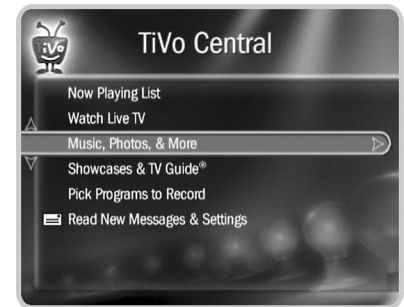 TiVo
TiVo Central
Now Playing List
Watch Live TV
Music, Photos, & More
Showcases & TV Guide®
Pick Programs to Record
Read New Messages & Settings